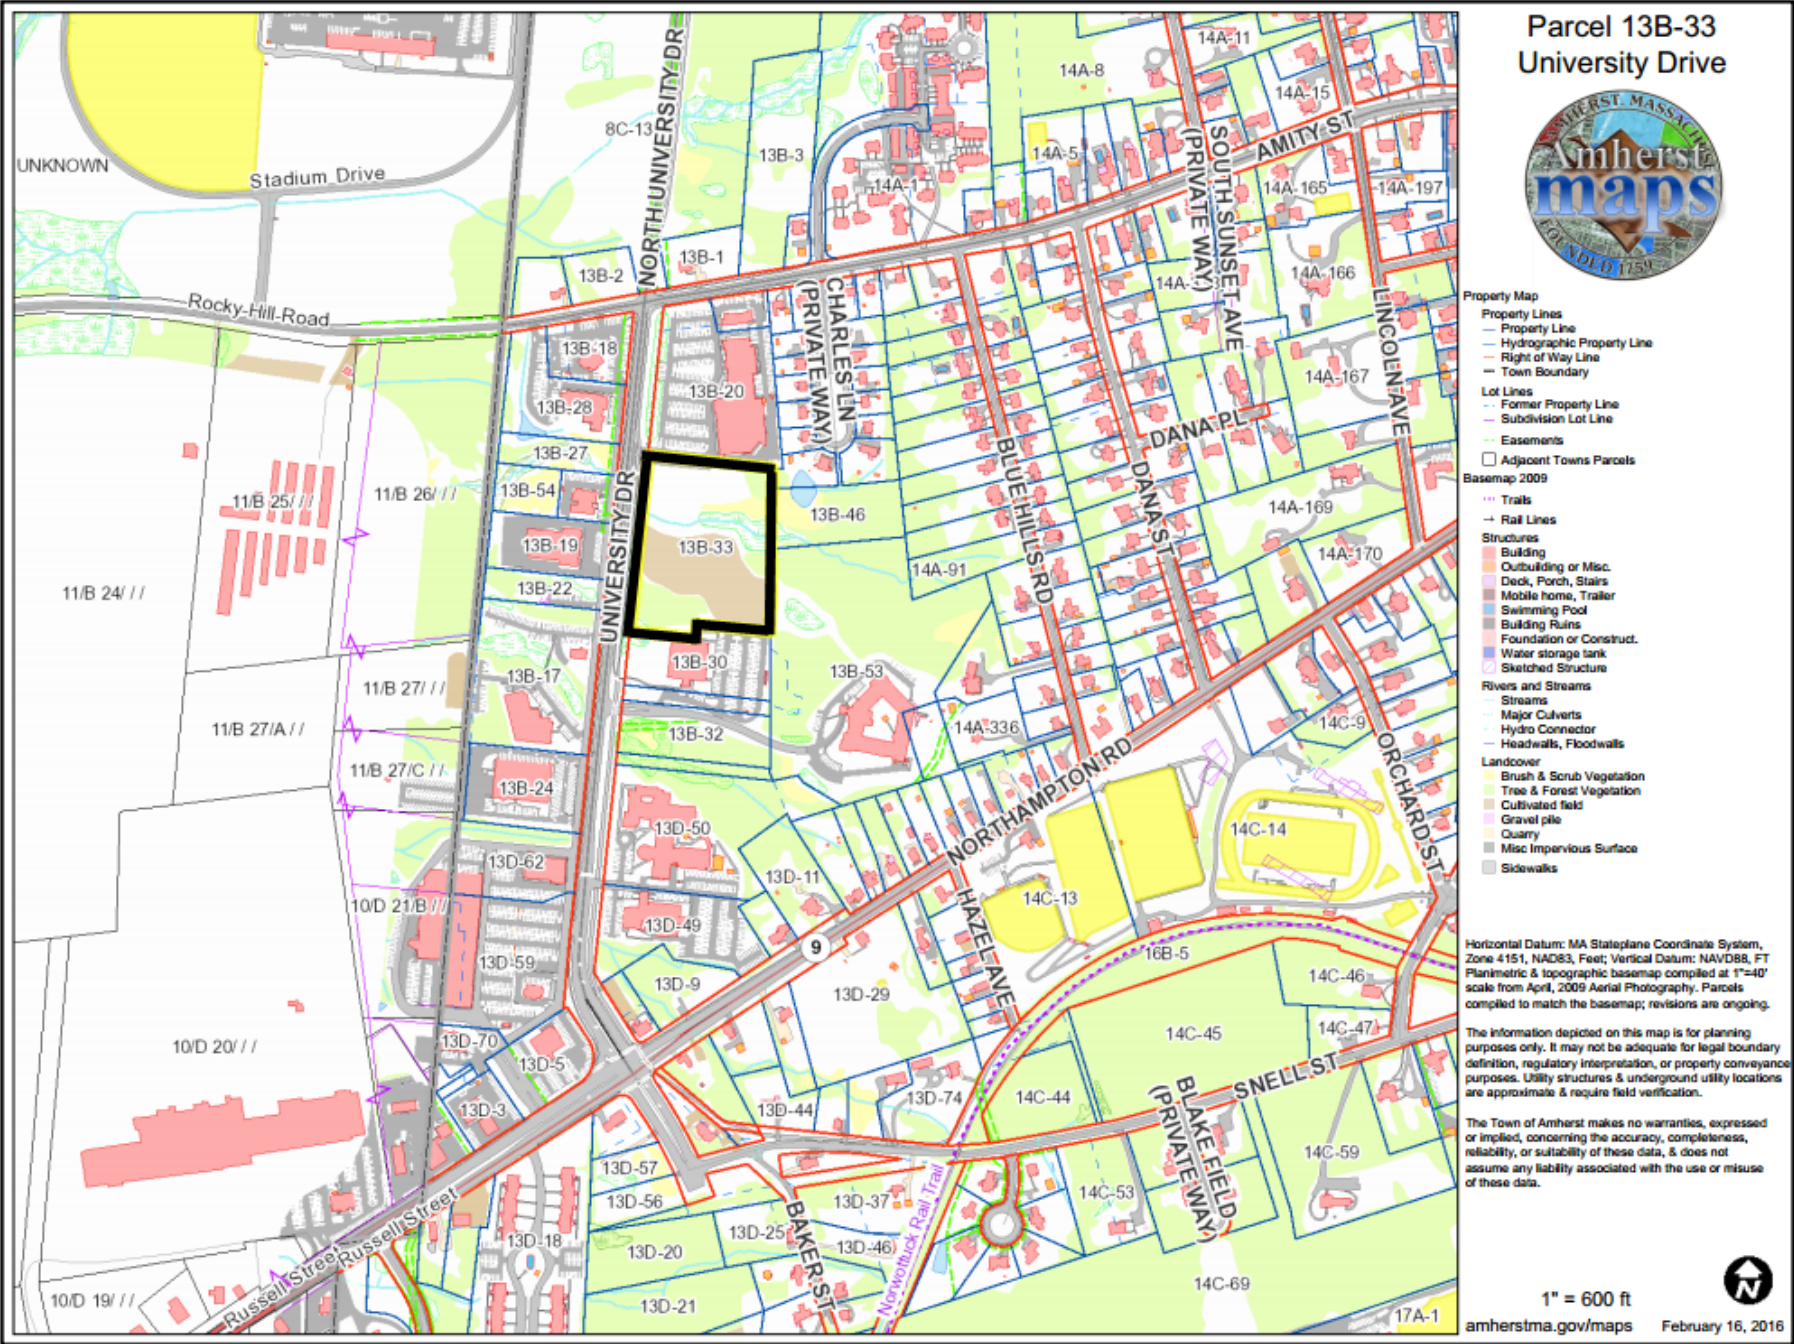 Parcel 13B-33
University Drive
AMHERST, MASSACH
Amherst
maps
FOUNDED 1759
Property Map
Property Lines
Property Line
Hydrographic Property Line
Right of Way Line
Town Boundary
Lot Lines
Former Property Line
Subdivision Lot Line
Easements
Adjacent Towns Parcels
Basemap 2009
Trails
Rail Lines
Structures
Building
Outbuilding or Misc.
Deck, Porch, Stairs
Mobile home, Trailer
Swimming Pool
Building Ruins
Foundation or Construct.
Water storage tank
Sketched Structure
Rivers and Streams
Streams
Major Culverts
Hydro Connector
Headwalls, Floodwalls
Landcover
Brush & Scrub Vegetation
Tree & Forest Vegetation
Cultivated field
Gravel pile
Quarry
Misc Impervious Surface
Sidewalks
Horizontal Datum: MA Stateplane Coordinate System,
Zone 4151, NAD83, Feet; Vertical Datum: NAVD88, FT
Planimetric & topographic basemap compiled at 1"=40'
scale from April, 2009 Aerial Photography. Parcels
compiled to match the basemap; revisions are ongoing.
The information depicted on this map is for planning
purposes only. It may not be adequate for legal boundary
definition, regulatory interpretation, or property conveyance
purposes. Utility structures & underground utility locations
are approximate & require field verification.
The Town of Amherst makes no warranties, expressed
or implied, concerning the accuracy, completeness,
reliability, or suitability of these data, & does not
assume any liability associated with the use or misuse
of these data.
N
1" = 600 ft
amherstma.gov/maps
February 16, 2016
UNKNOWN
Stadium Drive
8C-13
NORTH UNIVERSITY DR
13B-3
14A-8
14A-11
14A-15
14A-5
14A-1
AMITY ST
SOUTH SUNSET AVE
(PRIVATE WAY)
14A-165
14A-197
13B-1
13B-2
Rocky-Hill-Road
CHARLES LN
(PRIVATE WAY)
14A-166
LINCOLN AVE
13B-18
13B-20
14A-167
13B-28
DANA PL
13B-27
BLUE HILLS RD
DANA ST
11/B 25/ / /
11/B 26/ / /
13B-54
13B-46
14A-169
UNIVERSITY DR
13B-19
13B-33
14A-170
14A-91
11/B 24/ / /
13B-22
13B-30
13B-53
13B-17
11/B 27/ / /
11/B 27/A / /
13B-32
14A-336
14C-9
NORTHAMPTON RD
ORCHARD ST
11/B 27/C / /
13B-24
13D-50
14C-14
13D-62
13D-11
14C-13
HAZEL AVE
10/D 21/B / /
13D-49
9
13D-59
16B-5
14C-46
13D-9
13D-29
14C-45
14C-47
10/D 20/ / /
13D-70
13D-5
SNELL ST
13D-3
13D-44
13D-74
14C-44
BLAKEFIELD
(PRIVATE WAY)
13D-57
14C-59
13D-56
13D-37
14C-53
Norwottuck Rail Trail
Russell Street
Russell Street
13D-18
13D-20
13D-25
BAKER ST
13D-46
10/D 19/ / /
13D-21
14C-69
17A-1